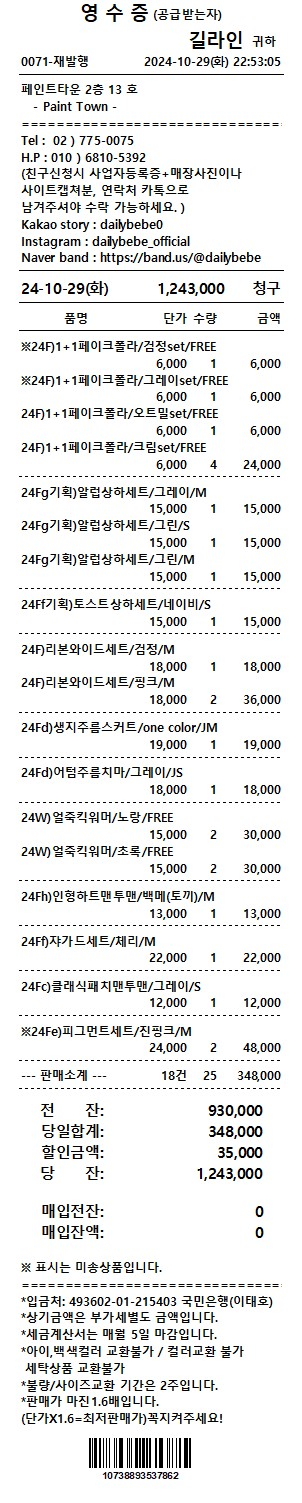 영 수 증 (공급받는자)
길라인 귀하
0071-재발행 2024-10-29(화) 22:53:05
페인트타운 2층 13 호
- Paint Town -
==============================
Tel : 02 ) 775-0075
H.P : 010 ) 6810-5392
(친구신청시 사업자등록증+매장사진이나
사이트캡쳐분, 연락처 카톡으로
남겨주셔야 수락 가능하세요. )
Kakao story : dailybebe0
Instagram : dailybebe_official
Naver band : https://band.us/@dailybebe
24-10-29(화) 1,243,000 청구
품명 단가 수량 금액
※24F)1+1페이크폴라/검정set/FREE
6,000 1 6,000
※24F)1+1페이크폴라/그레이set/FREE
6,000 1 6,000
24F)1+1페이크폴라/오트밀set/FREE
6,000 1 6,000
24F)1+1페이크폴라/크림set/FREE
6,000 4 24,000
24Fg기획)알럽상하세트/그레이/M
15,000 1 15,000
24Fg기획)알럽상하세트/그린/S
15,000 1 15,000
24Fg기획)알럽상하세트/그린/M
15,000 1 15,000
24Ff기획)토스트상하세트/네이비/S
15,000 1 15,000
24F)리본와이드세트/검정/M
18,000 1 18,000
24F)리본와이드세트/핑크/M
18,000 2 36,000
24Fd)생지주름스커트/one color/JM
19,000 1 19,000
24Fd)어텀주름치마/그레이/JS
18,000 1 18,000
24W)얼죽킥워머/노랑/FREE
15,000 2 30,000
24W)얼죽킥워머/초록/FREE
15,000 2 30,000
24Fh)인형하트맨투맨/백메(토끼)/M
13,000 1 13,000
24Ff)쟈가드세트/체리/M
22,000 1 22,000
24Fc)클래식패치맨투맨/그레이/S
12,000 1 12,000
※24Fe)피그먼트세트/진핑크/M
24,000 2 48,000
--- 판매소계 --- 18건 25 348,000
전 잔: 930,000
당일합계: 348,000
할인금액: 35,000
당 잔: 1,243,000
매입전잔: 0
매입잔액: 0
※ 표시는 미송상품입니다.
==============================
*입금처: 493602-01-215403 국민은행(이태호)
*상기금액은 부가세별도 금액입니다.
*세금계산서는 매월 5일 마감입니다.
*아이,백색컬러 교환불가 / 컬러교환 불가
세탁상품 교환불가
*불량/사이즈교환 기간은 2주입니다.
*판매가 마진1.6배입니다.
(단가X1.6=최저판매가)꼭지켜주세요!
10738893537862